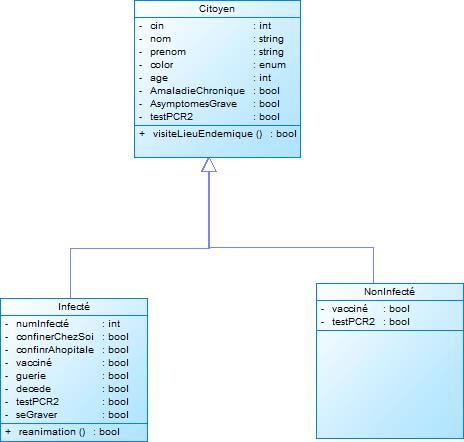 Citoyen
- cin : int
- nom : string
- prenom : string
- color : enum
- age : int
- AmaladieChronique : bool
- AsymptomesGrave : bool
- testPCR2 : bool
+ visiteLieuEndemique () : bool
Infecté
- numInfecté : int
- confinerChezSoi : bool
- confinrAhopitale : bool
- vacciné : bool
- guerie : bool
- decede : bool
- testPCR2 : bool
- seGraver : bool
+ reanimation () : bool
NonInfecté
- vacciné : bool
- testPCR2 : bool